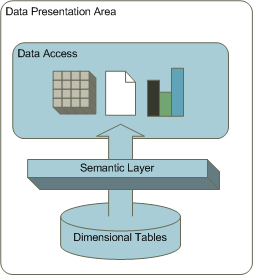 Data Presentation Area
Data Access
Semantic Layer
Dimensional Tables